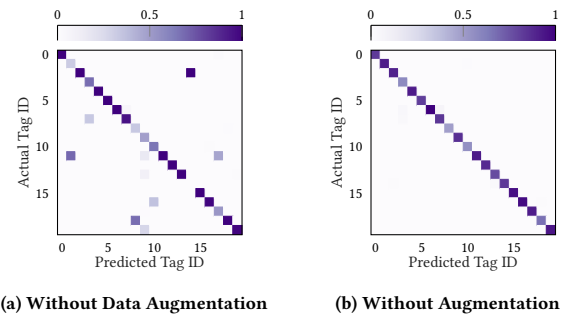 0 0.5 1
0 0.5 1
0
5
10
15
Actual Tag ID
0 5 10 15
Predicted Tag ID
0
5
10
15
Actual Tag ID
0 5 10 15
Predicted Tag ID
(a) Without Data Augmentation
(b) Without Augmentation